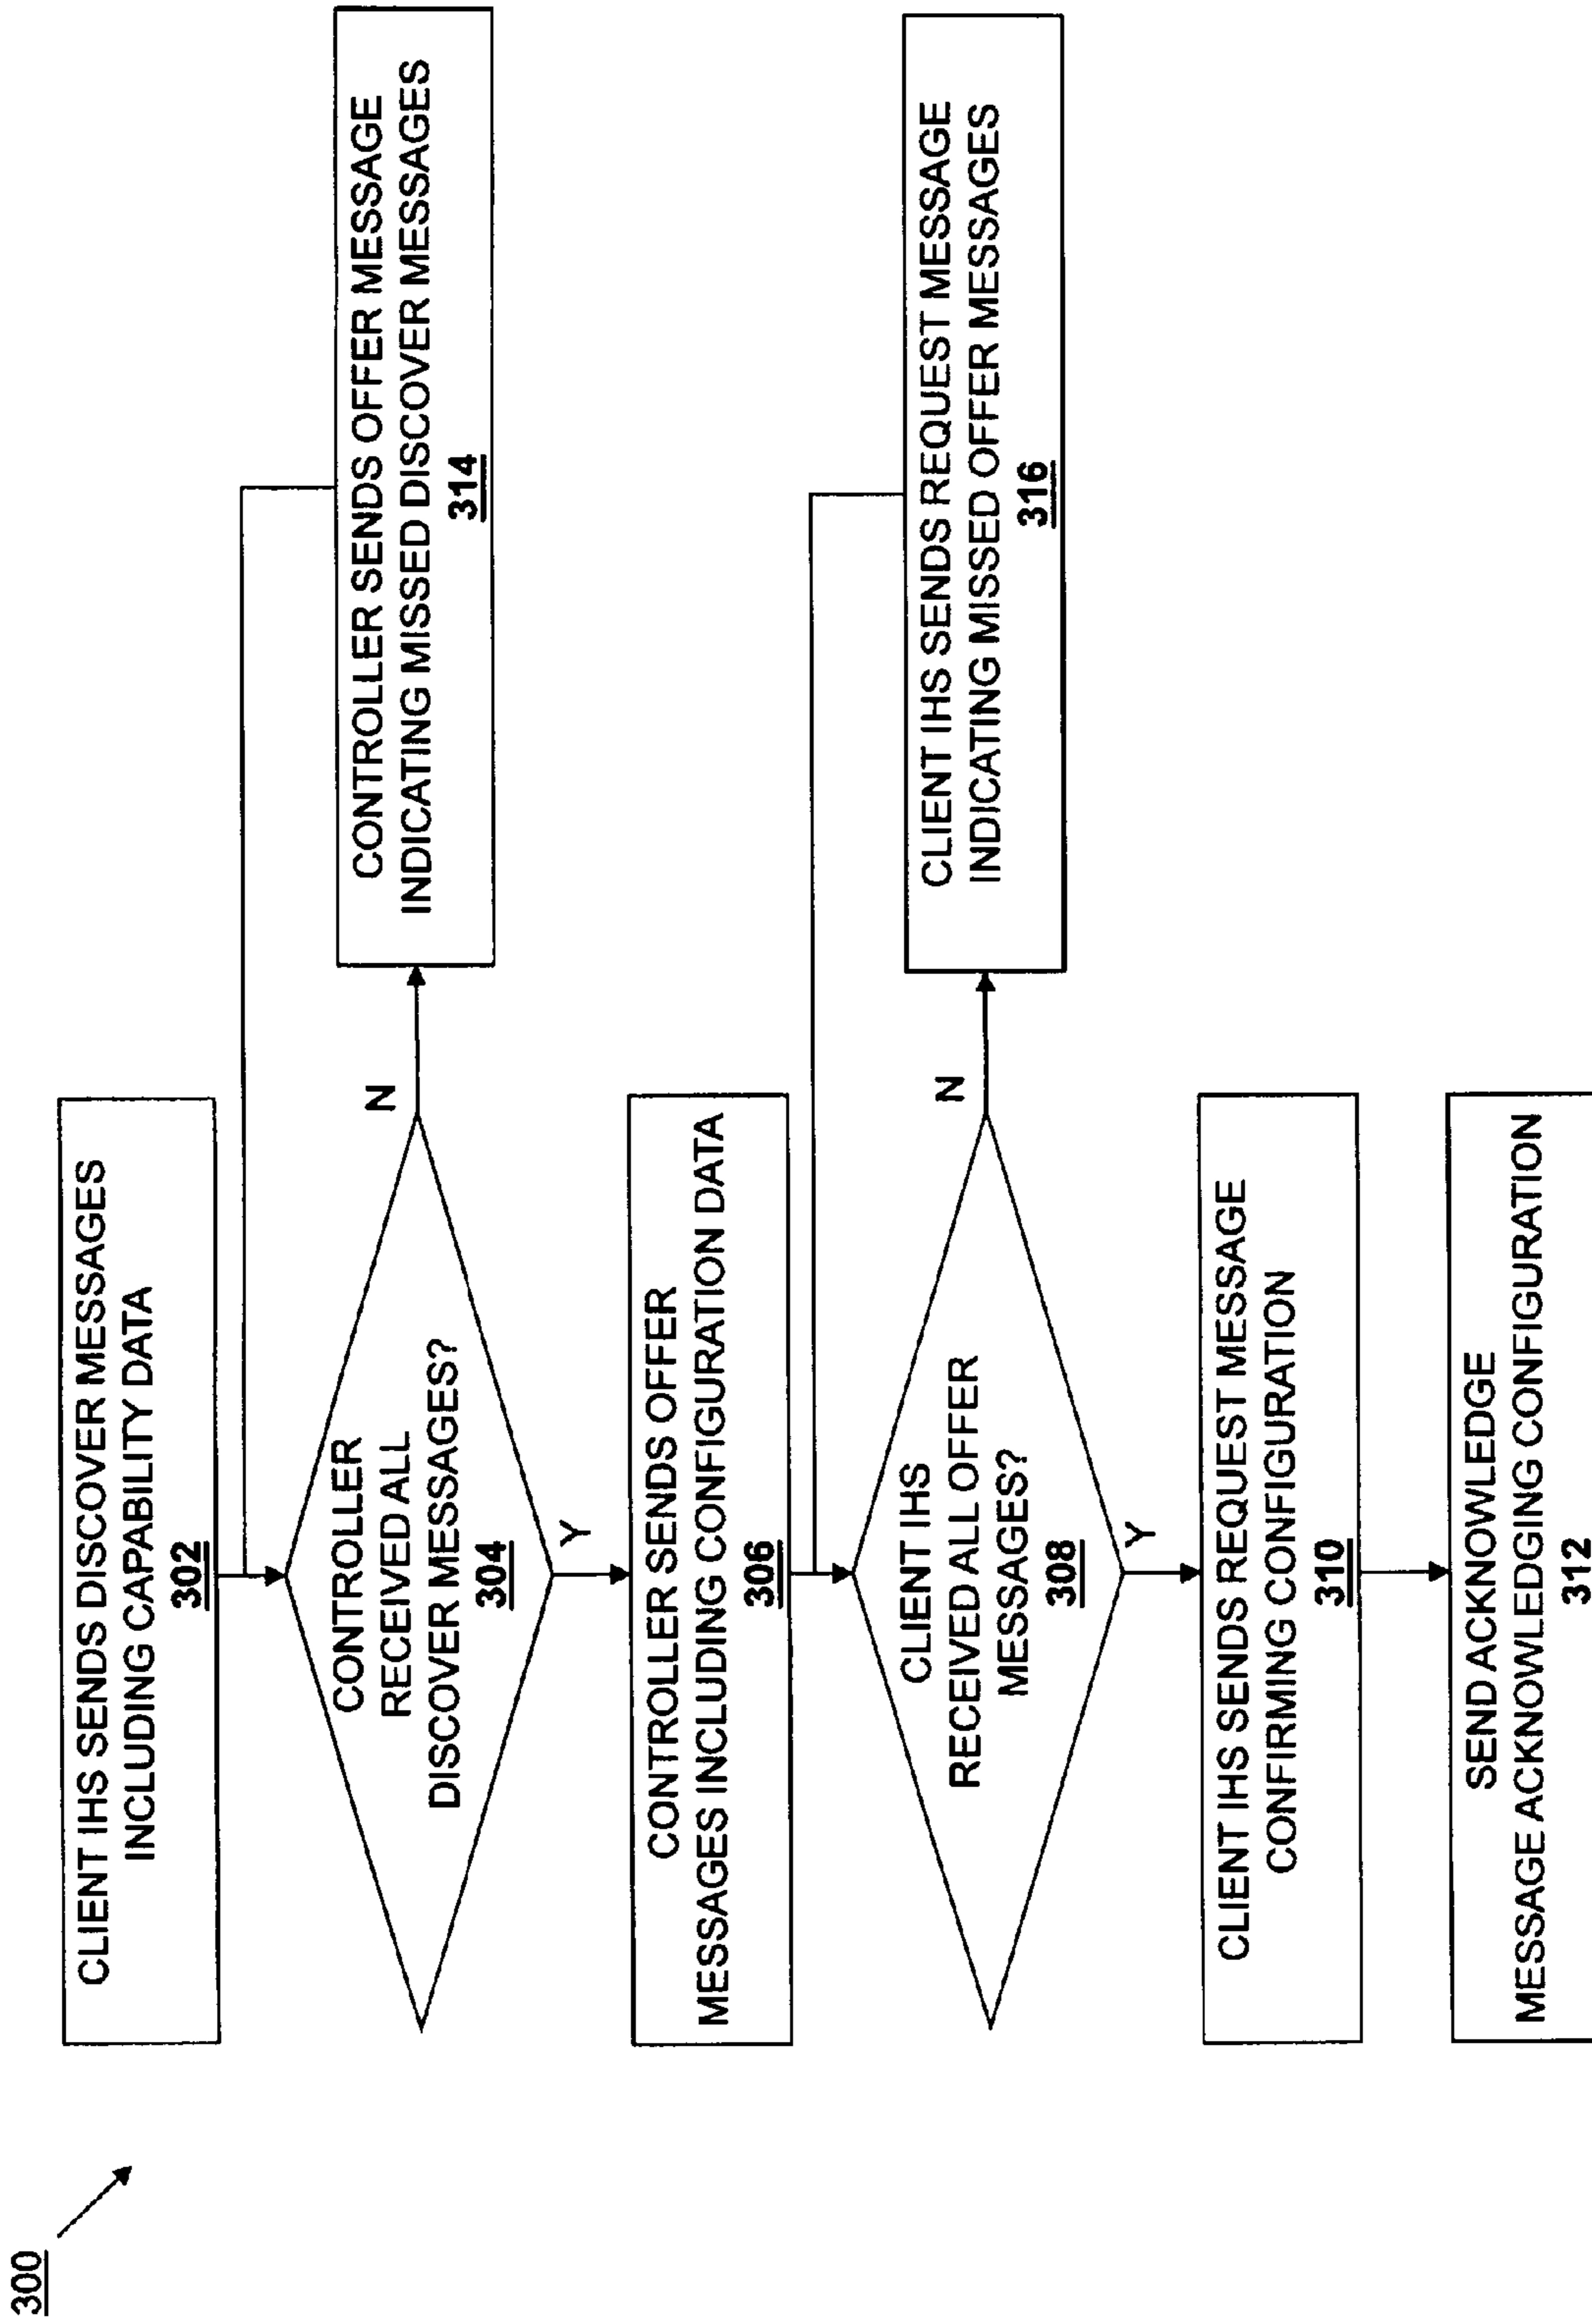 300
CLIENT IHS SENDS DISCOVER MESSAGES
INCLUDING CAPABILITY DATA
302
CONTROLLER
RECEIVED ALL
DISCOVER MESSAGES?
304
N
CONTROLLER SENDS OFFER MESSAGE
INDICATING MISSED DISCOVER MESSAGES
314
Y
CONTROLLER SENDS OFFER
MESSAGES INCLUDING CONFIGURATION DATA
306
CLIENT IHS
RECEIVED ALL OFFER
MESSAGES?
308
N
CLIENT IHS SENDS REQUEST MESSAGE
INDICATING MISSED OFFER MESSAGES
316
Y
CLIENT IHS SENDS REQUEST MESSAGE
CONFIRMING CONFIGURATION
310
SEND ACKNOWLEDGE
MESSAGE ACKNOWLEDGING CONFIGURATION
312